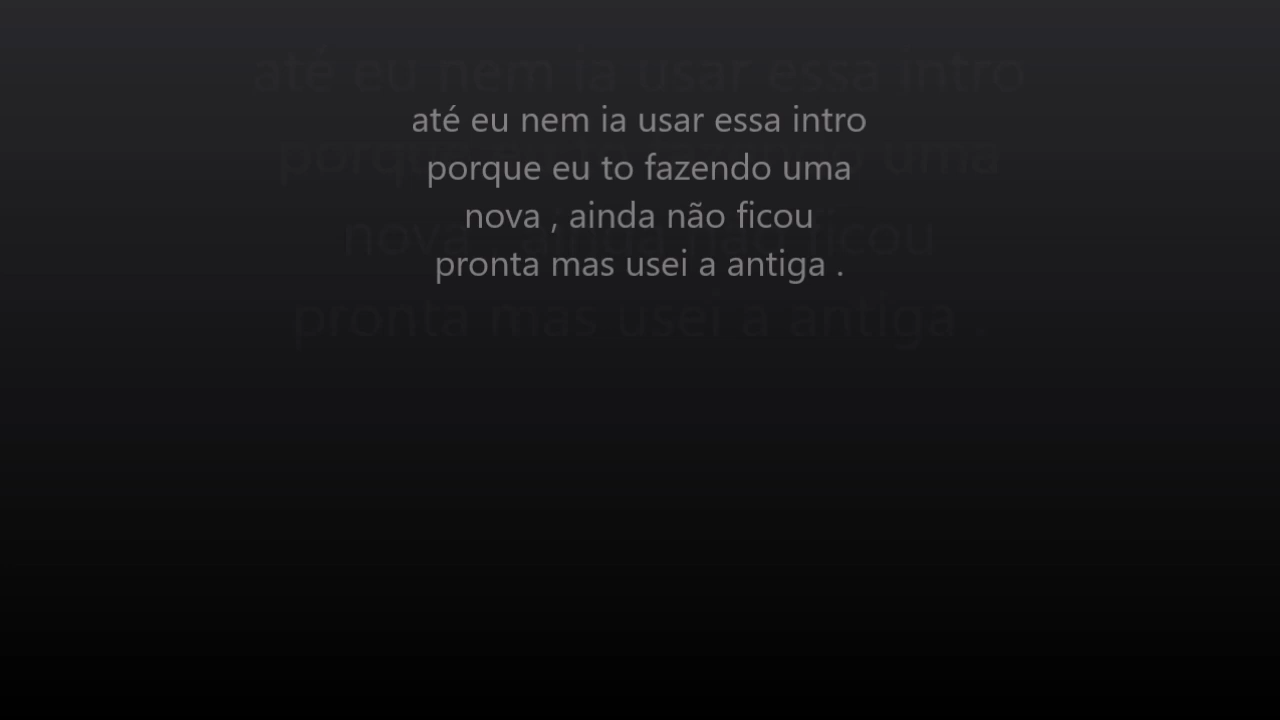 até eu nem ia usar essa intro
porque eu to fazendo uma
nova , ainda não ficou
pronta mas usei a antiga .